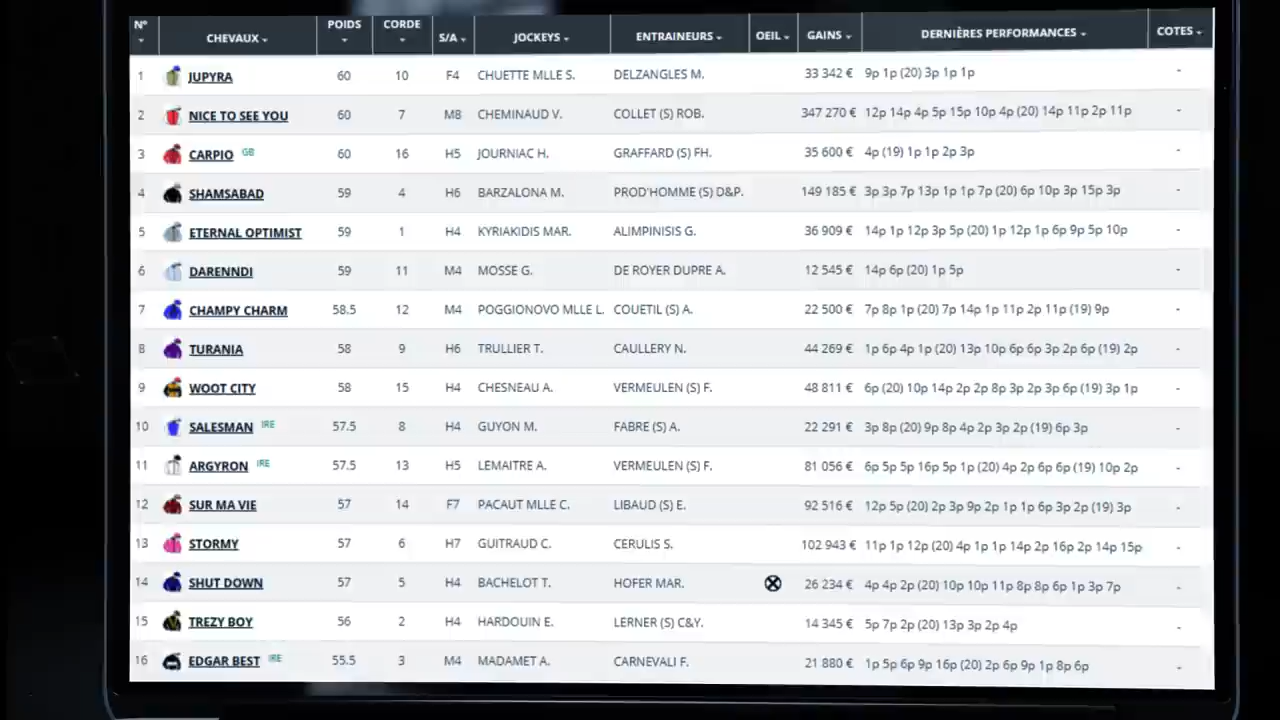 N° CHEVAUX POIDS CORDE S/A JOCKEYS ENTRAINEURS OEIL GAINS DERNIÈRES PERFORMANCES COTES
1 JUPYRA 60 10 F4 CHUETTE MLLE S. DELZANGLES M. 33 342 € 9p 1p (20) 3p 1p 1p -
2 NICE TO SEE YOU 60 7 M8 CHEMINAUD V. COLLET (S) ROB. 347 270 € 12p 14p 4p 5p 15p 10p 4p (20) 14p 11p 2p 11p -
3 CARPIO GB 60 16 H5 JOURNIAC H. GRAFFARD (S) FH. 35 600 € 4p (19) 1p 1p 2p 3p -
4 SHAMSABAD 59 4 H6 BARZALONA M. PROD'HOMME (S) D&P. 149 185 € 3p 3p 7p 13p 1p 1p 7p (20) 6p 10p 3p 15p 3p -
5 ETERNAL OPTIMIST 59 1 H4 KYRIAKIDIS MAR. ALIMPINISIS G. 36 909 € 14p 1p 12p 3p 5p (20) 1p 12p 1p 6p 9p 5p 10p -
6 DARENNDI 59 11 M4 MOSSE G. DE ROYER DUPRE A. 12 545 € 14p 6p (20) 1p 5p -
7 CHAMPY CHARM 58.5 12 M4 POGGIONOVO MLLE L. COUETIL (S) A. 22 500 € 7p 8p 1p (20) 7p 14p 1p 11p 2p 11p (19) 9p -
8 TURANIA 58 9 H6 TRULLIER T. CAULLERY N. 44 269 € 1p 6p 4p 1p (20) 13p 10p 6p 6p 3p 2p 6p (19) 2p -
9 WOOT CITY 58 15 H4 CHESNEAU A. VERMEULEN (S) F. 48 811 € 6p (20) 10p 14p 2p 2p 8p 3p 2p 3p 6p (19) 3p 1p -
10 SALESMAN IRE 57.5 8 H4 GUYON M. FABRE (S) A. 22 291 € 3p 8p (20) 9p 8p 4p 2p 3p 2p (19) 6p 3p -
11 ARGYRON IRE 57.5 13 H5 LEMAITRE A. VERMEULEN (S) F. 81 056 € 6p 5p 5p 16p 5p 1p (20) 4p 2p 6p 6p (19) 10p 2p -
12 SUR MA VIE 57 14 F7 PACAUT MLLE C. LIBAUD (S) E. 92 516 € 12p 5p (20) 2p 3p 9p 2p 1p 1p 6p 3p 2p (19) 3p -
13 STORMY 57 6 H7 GUITRAUD C. CERULIS S. 102 943 € 11p 1p 12p (20) 4p 1p 1p 14p 2p 16p 2p 14p 15p -
14 SHUT DOWN 57 5 H4 BACHELOT T. HOFER MAR. 26 234 € 4p 4p 2p (20) 10p 10p 11p 8p 8p 6p 1p 3p 7p -
15 TREZY BOY 56 2 H4 HARDOUIN E. LERNER (S) C&Y. 14 345 € 5p 7p 2p (20) 13p 3p 2p 4p -
16 EDGAR BEST IRE 55.5 3 M4 MADAMET A. CARNEVALI F. 21 880 € 1p 5p 6p 9p 16p (20) 2p 6p 9p 1p 8p 6p -